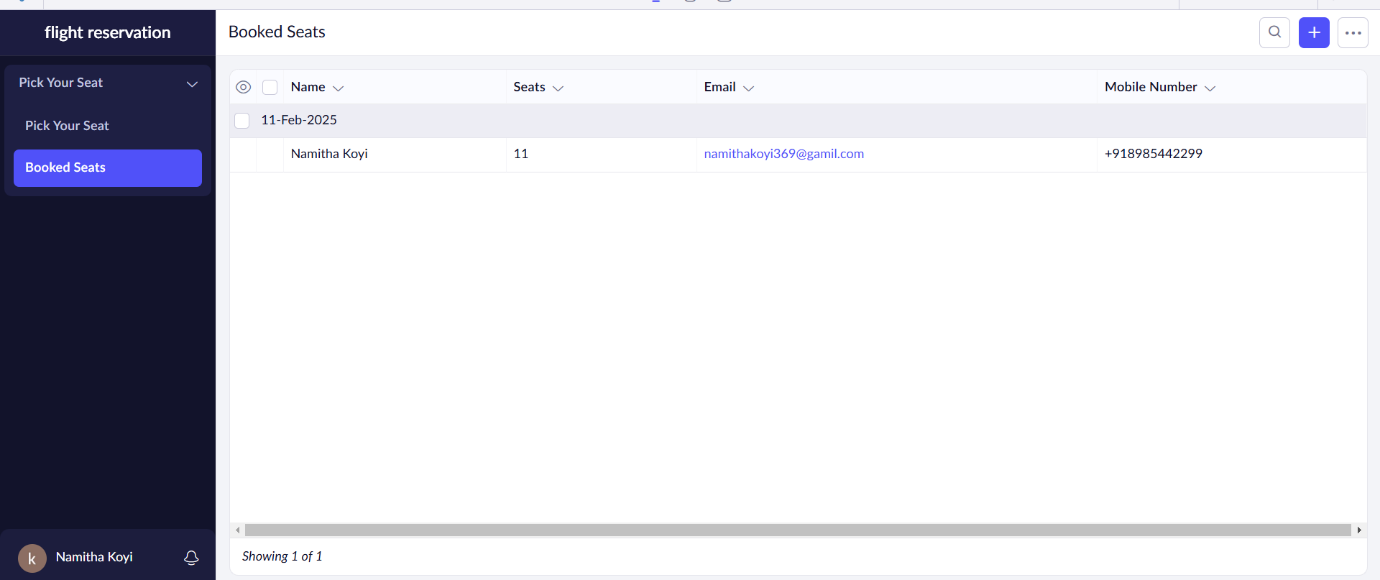 flight reservation
Booked Seats
Pick Your Seat
Pick Your Seat
Booked Seats
Name Seats Email Mobile Number
11-Feb-2025
Namitha Koyi 11 namithakoyi369@gamil.com +918985442299
Showing 1 of 1
k Namitha Koyi